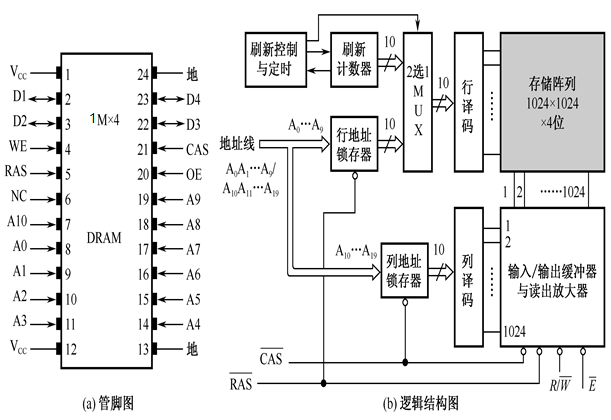 V_CC 1 24 地
D1 2 23 D4
D2 3 22 D3
WE 4 21 CAS
RAS 5 20 OE
NC 6 19 A9
A10 7 18 A8
A0 8 17 A7
A1 9 16 A6
A2 10 15 A5
A3 11 14 A4
V_CC 12 13 地
1M×4
DRAM
(a) 管脚图
刷新控制
与定时
刷新
计数器
10
2选1
MUX
10
行译码
存储阵列
1024×1024
×4位
地址线
A₀···A₉
行地址
锁存器
10
A₀A₁···A₉/
A₁₀A₁₁···A₁₉
1 2 ······1024
A₁₀···A₁₉
列地址
锁存器
10
列译码
1
2
1024
输入/输出缓冲器
与读出放大器
C̅A̅S̅
R̅A̅S̅
R/W̅
E̅
(b) 逻辑结构图